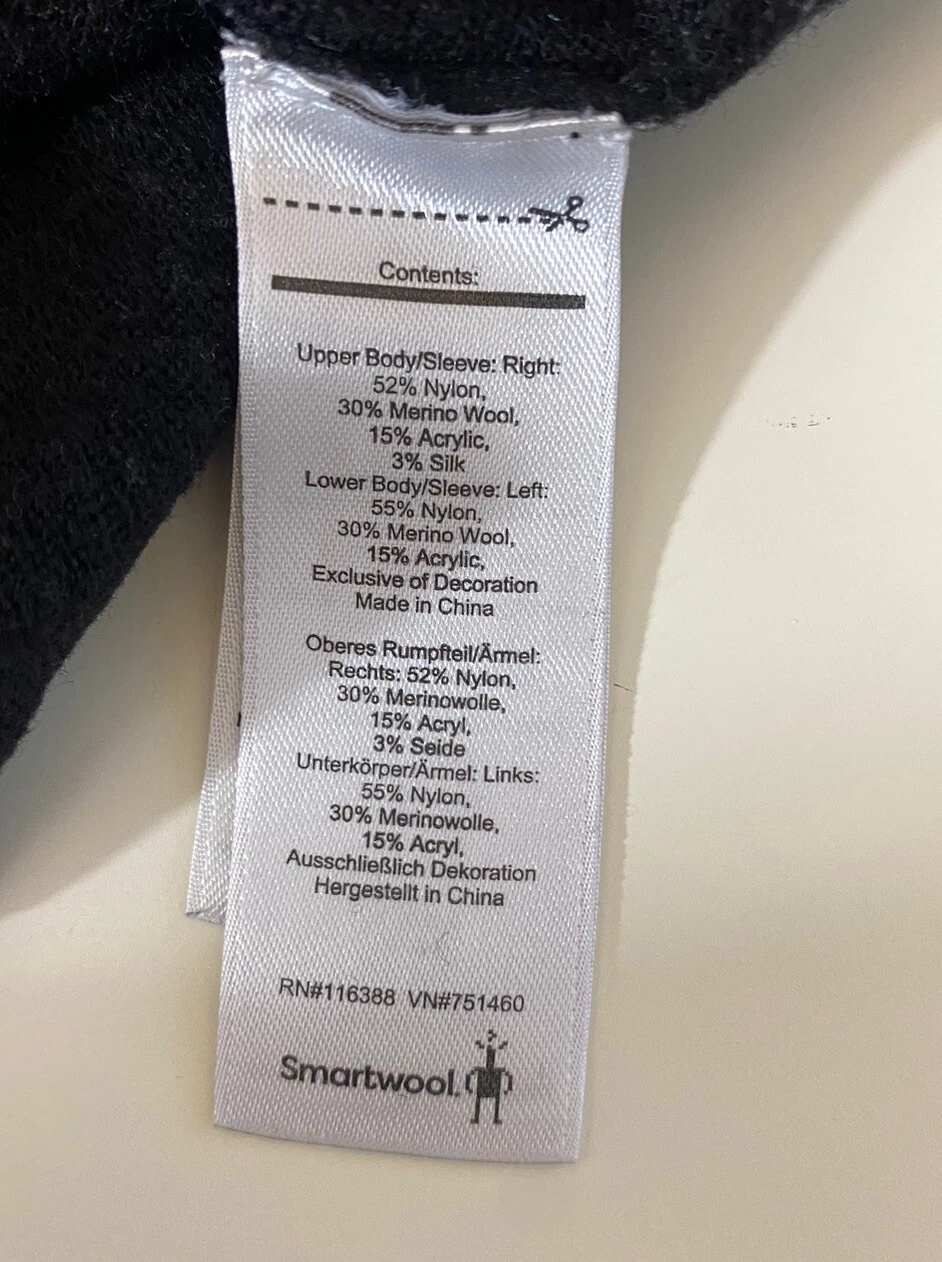 Contents:
Upper Body/Sleeve: Right:
52% Nylon,
30% Merino Wool,
15% Acrylic,
3% Silk
Lower Body/Sleeve: Left:
55% Nylon,
30% Merino Wool,
15% Acrylic,
Exclusive of Decoration
Made in China
Oberes Rumpfteil/Ärmel:
Rechts: 52% Nylon,
30% Merinowolle,
15% Acryl,
3% Seide
Unterkörper/Ärmel: Links:
55% Nylon,
30% Merinowolle,
15% Acryl,
Ausschließlich Dekoration
Hergestellt in China
RN#116388 VN#751460
Smartwool.